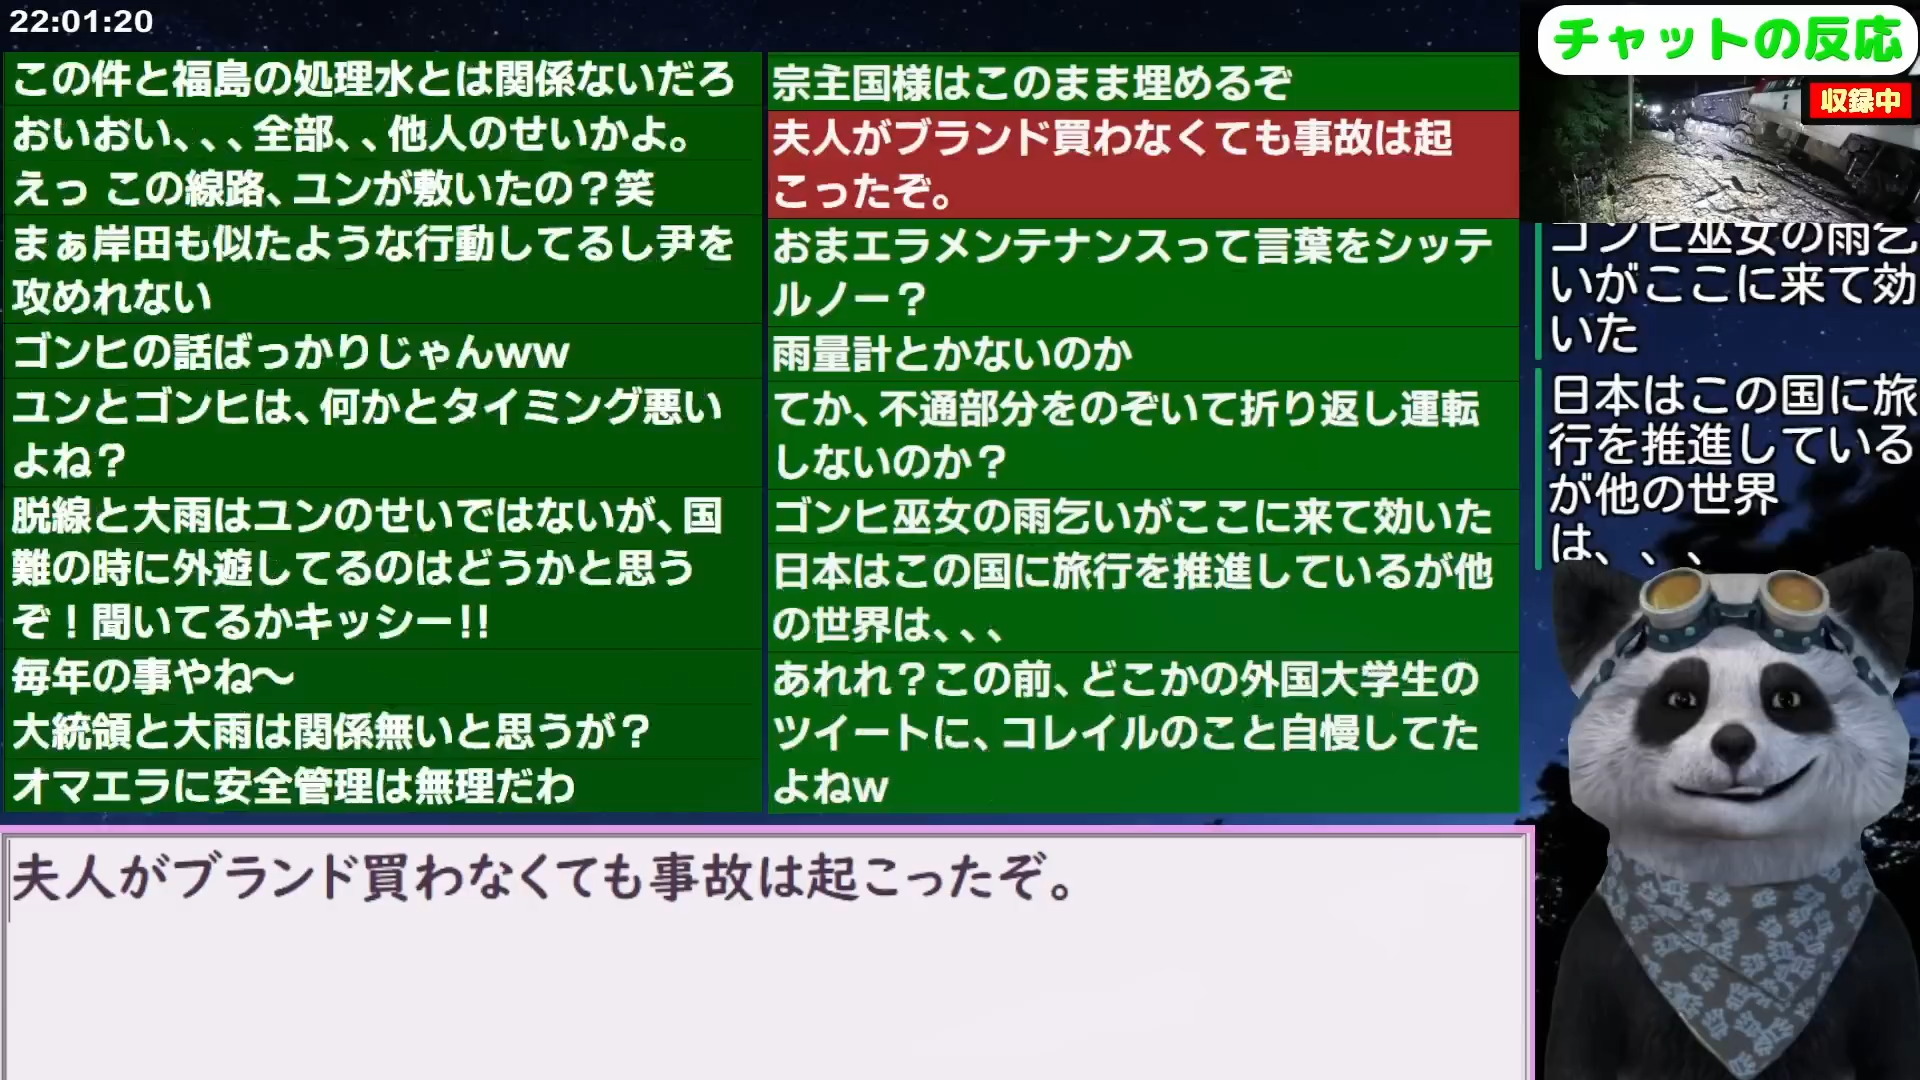 22:01:20
この件と福島の処理水とは関係ないだろ
おいおい、、、全部、、他人のせいかよ。
えっ この線路、ユンが敷いたの？笑
まぁ岸田も似たような行動してるし尹を
攻めれない
ゴンヒの話ばっかりじゃんww
ユンとゴンヒは、何かとタイミング悪い
よね？
脱線と大雨はユンのせいではないが、国
難の時に外遊してるのはどうかと思う
ぞ！聞いてるかキッシー!!
毎年の事やね〜
大統領と大雨は関係無いと思うが？
オマエラに安全管理は無理だわ
宗主国様はこのまま埋めるぞ
夫人がブランド買わなくても事故は起
こったぞ。
おまエラメンテナンスって言葉をシッテ
ルノー？
雨量計とかないのか
てか、不通部分をのぞいて折り返し運転
しないのか？
ゴンヒ巫女の雨乞いがここに来て効いた
日本はこの国に旅行を推進しているが他
の世界は、、、
あれれ？この前、どこかの外国大学生の
ツイートに、コレイルのこと自慢してた
よねw
チャットの反応
収録中
ゴンヒ巫女の雨乞
いがここに来て効
いた
日本はこの国に旅
行を推進している
が他の世界
は、、、
夫人がブランド買わなくても事故は起こったぞ。